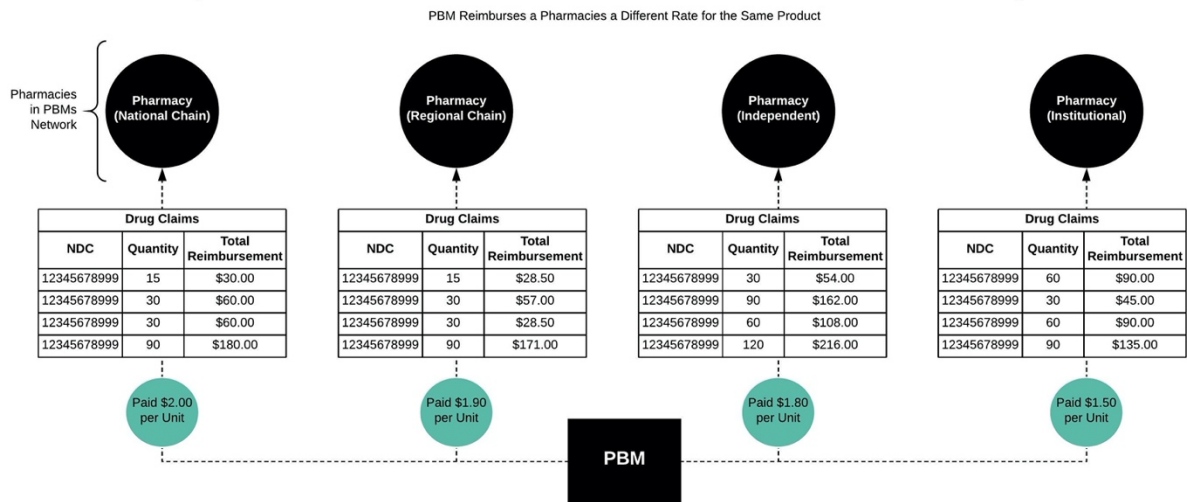 PBM Reimburses a Pharmacies a Different Rate for the Same Product
Pharmacies
in PBMs
Network
Pharmacy
(National Chain)
Pharmacy
(Regional Chain)
Pharmacy
(Independent)
Pharmacy
(Institutional)
Drug Claims
NDC Quantity Total Reimbursement
12345678999 15 $30.00
12345678999 30 $60.00
12345678999 30 $60.00
12345678999 90 $180.00
Drug Claims
NDC Quantity Total Reimbursement
12345678999 15 $28.50
12345678999 30 $57.00
12345678999 30 $28.50
12345678999 90 $171.00
Drug Claims
NDC Quantity Total Reimbursement
12345678999 30 $54.00
12345678999 90 $162.00
12345678999 60 $108.00
12345678999 120 $216.00
Drug Claims
NDC Quantity Total Reimbursement
12345678999 60 $90.00
12345678999 30 $45.00
12345678999 60 $90.00
12345678999 90 $135.00
Paid $2.00
per Unit
Paid $1.90
per Unit
Paid $1.80
per Unit
Paid $1.50
per Unit
PBM